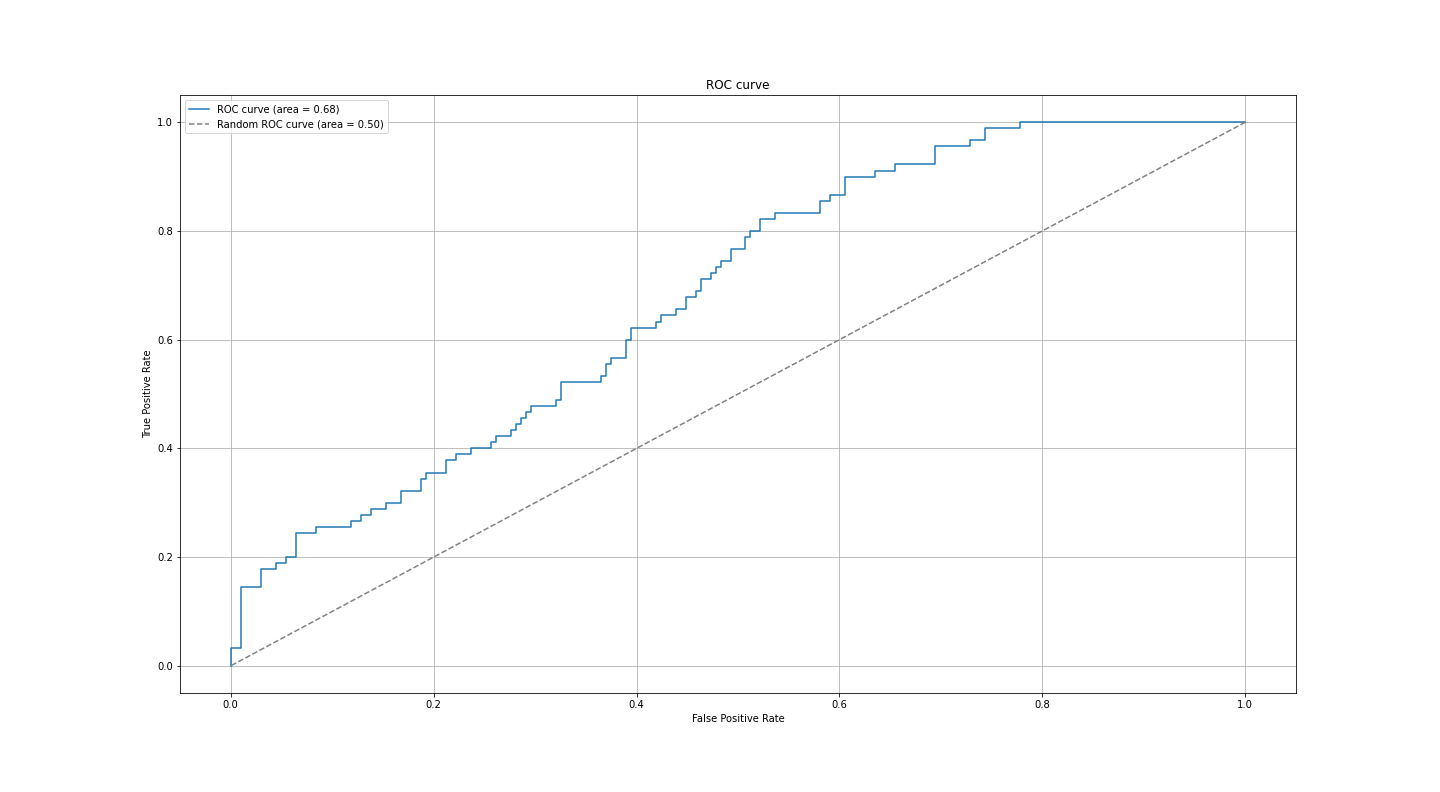 ROC curve
ROC curve (area = 0.68)
Random ROC curve (area = 0.50)
1.0
0.8
0.6
0.4
0.2
0.0
True Positive Rate
0.0 0.2 0.4 0.6 0.8 1.0
False Positive Rate